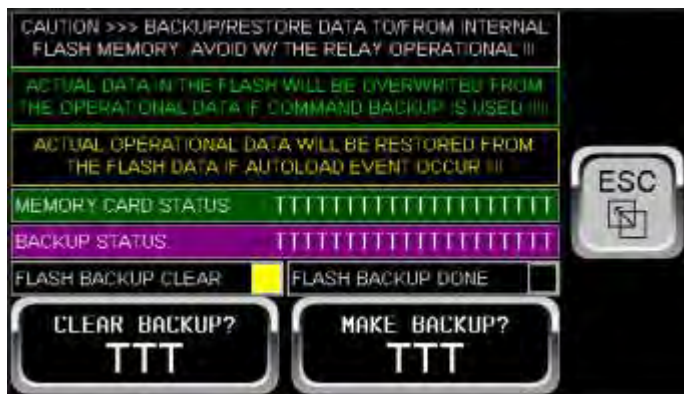 CAUTION >>> BACKUP/RESTORE DATA TO/FROM INTERNAL
FLASH MEMORY. AVOID W/ THE RELAY OPERATIONAL !!!
ACTUAL DATA IN THE FLASH WILL BE OVERWRITED FROM
THE OPERATIONAL DATA IF COMMAND BACKUP IS USED !!!!
ACTUAL OPERATIONAL DATA WILL BE RESTORED FROM
THE FLASH DATA IF AUTOLOAD EVENT OCCUR !!!
ESC
MEMORY CARD STATUS TTTTTTTTTTTTTTTTTTTT
BACKUP STATUS: TTTTTTTTTTTTTTTTTTTT
FLASH BACKUP CLEAR FLASH BACKUP DONE
CLEAR BACKUP? MAKE BACKUP?
TTT TTT